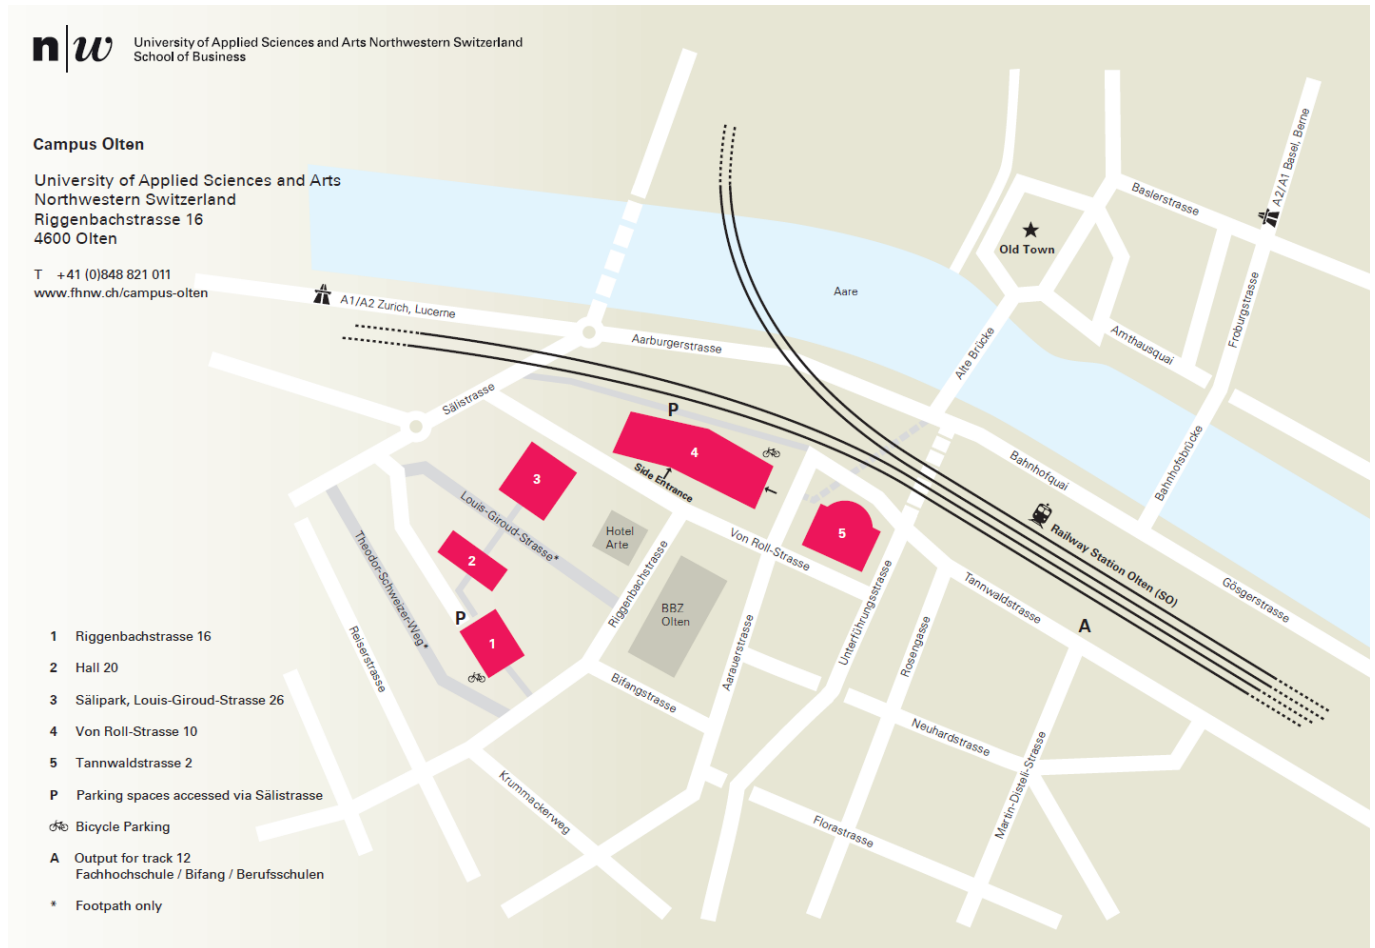 n|w
University of Applied Sciences and Arts Northwestern Switzerland
School of Business
Campus Olten
University of Applied Sciences and Arts
Northwestern Switzerland
Riggenbachstrasse 16
4600 Olten
T +41 (0)848 821 011
www.fhnw.ch/campus-olten
A1/A2 Zurich, Lucerne
Aarburgerstrasse
Aare
Old Town
Baslerstrasse
A2/A1 Basel, Berne
Froburgstrasse
Amthausquai
Alte Brücke
Bahnhofsbrücke
Bahnhofquai
Gösgerstrasse
Railway Station Olten (SO)
Sälistrasse
P
4
Side Entrance
3
Louis-Giroud-Strasse*
Hotel
Arte
Von Roll-Strasse
5
2
Theodor-Schweizer-Weg*
Riggenbachstrasse
BBZ
Olten
P
1
Reiserstrasse
Aarauerstrasse
Unterführungsstrasse
Rosengasse
Tannwaldstrasse
A
Bifangstrasse
Neuhardstrasse
Martin-Disteli-Strasse
Krummackerweg
Florastrasse
1 Riggenbachstrasse 16
2 Hall 20
3 Sälipark, Louis-Giroud-Strasse 26
4 Von Roll-Strasse 10
5 Tannwaldstrasse 2
P Parking spaces accessed via Sälistrasse
Bicycle Parking
A Output for track 12
Fachhochschule / Bifang / Berufsschulen
* Footpath only